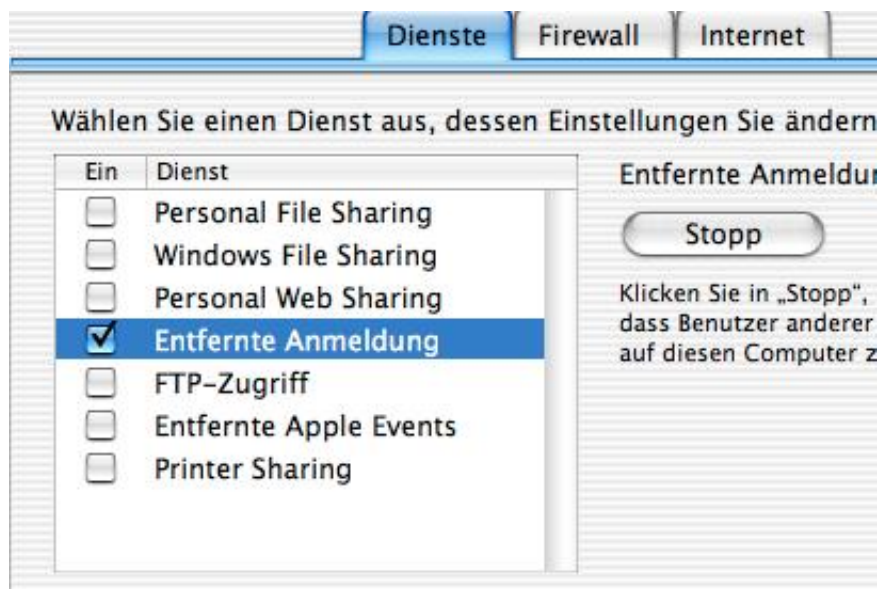 Dienste Firewall Internet
Wählen Sie einen Dienst aus, dessen Einstellungen Sie ändern
Ein Dienst
Personal File Sharing
Windows File Sharing
Personal Web Sharing
Entfernte Anmeldung
FTP-Zugriff
Entfernte Apple Events
Printer Sharing
Entfernte
Stopp
Klicken Sie in „Stopp“,
dass Benutzer anderer
auf diesen Computer